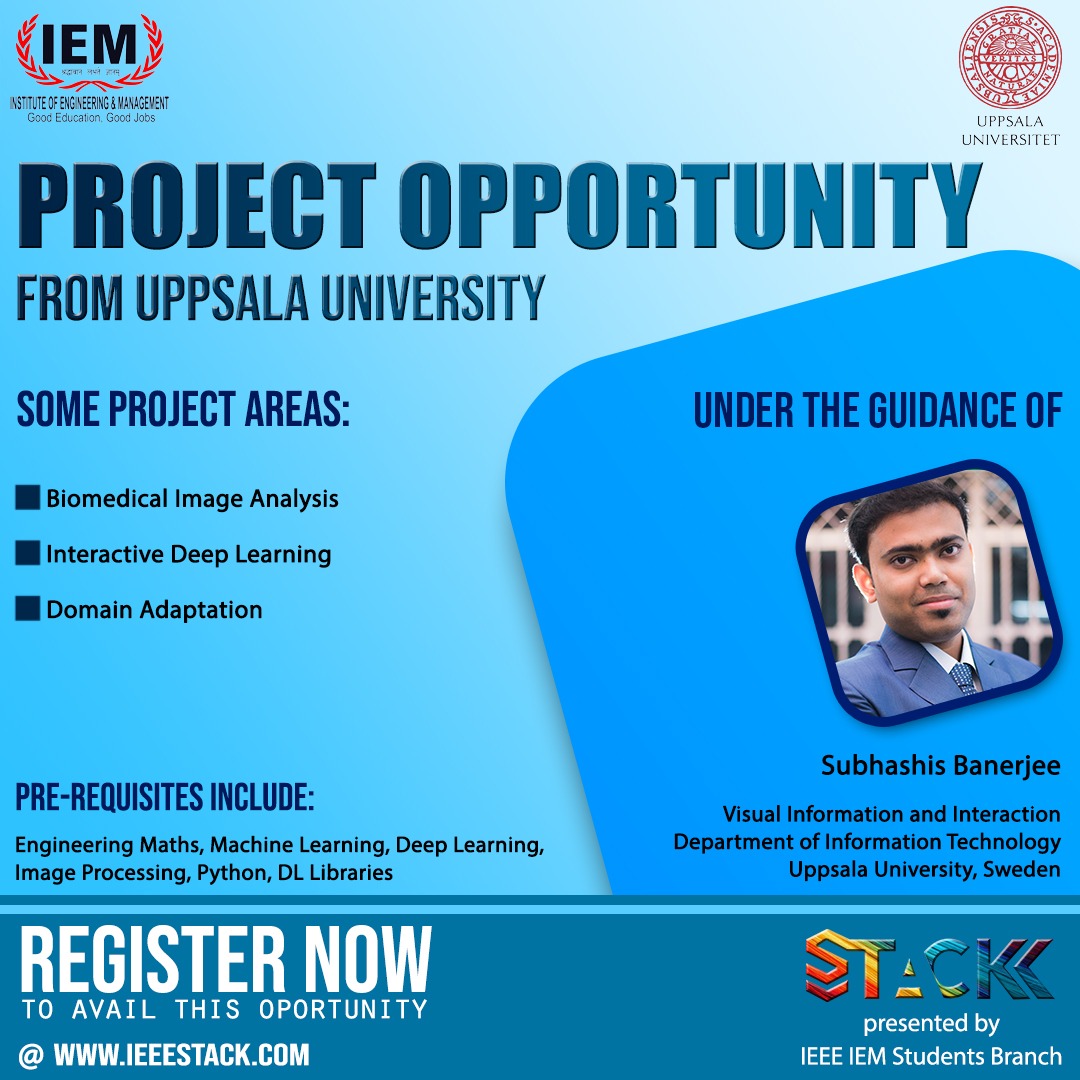 IEM
श्रद्धावान लभते ज्ञानम्
INSTITUTE OF ENGINEERING & MANAGEMENT
Good Education. Good Jobs
UPPSALA
UNIVERSITET
PROJECT OPPORTUNITY
FROM UPPSALA UNIVERSITY
SOME PROJECT AREAS:
Biomedical Image Analysis
Interactive Deep Learning
Domain Adaptation
PRE-REQUISITES INCLUDE:
Engineering Maths, Machine Learning, Deep Learning,
Image Processing, Python, DL Libraries
UNDER THE GUIDANCE OF
Subhashis Banerjee
Visual Information and Interaction
Department of Information Technology
Uppsala University, Sweden
REGISTER NOW
TO AVAIL THIS OPORTUNITY
@ WWW.IEEESTACK.COM
STACK
presented by
IEEE IEM Students Branch